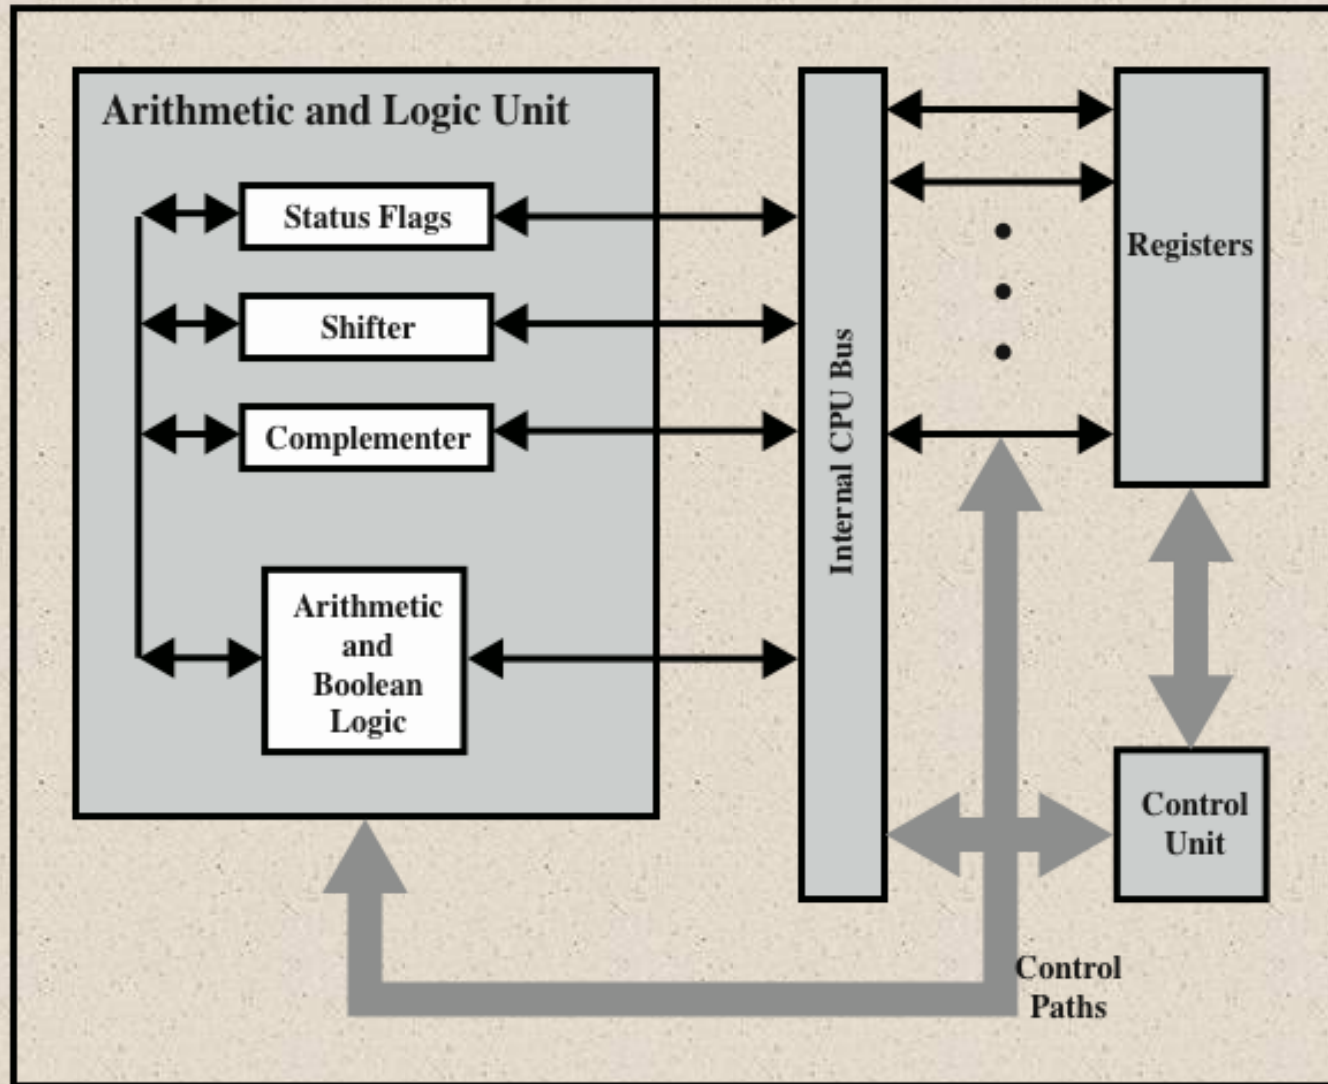 Arithmetic and Logic Unit
Status Flags
Shifter
Complementer
Arithmetic
and
Boolean
Logic
Internal CPU Bus
Registers
Control
Unit
Control
Paths